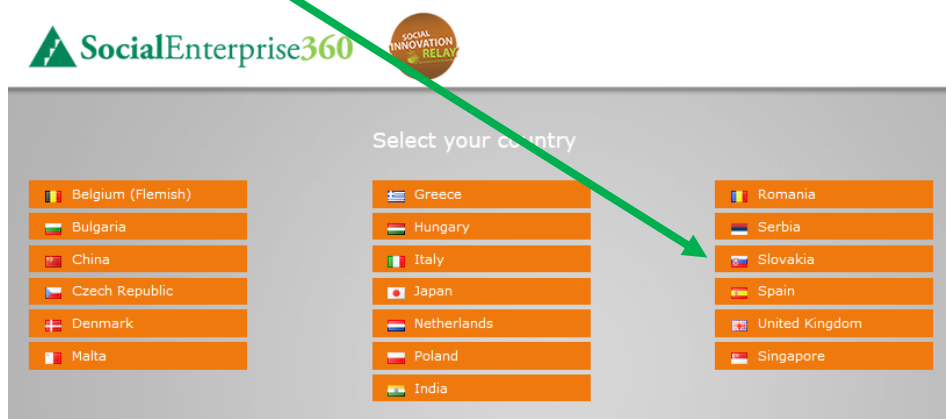 SocialEnterprise360
SOCIAL
INNOVATION
RELAY
Select your country
Belgium (Flemish)
Bulgaria
China
Czech Republic
Denmark
Malta
Greece
Hungary
Italy
Japan
Netherlands
Poland
India
Romania
Serbia
Slovakia
Spain
United Kingdom
Singapore